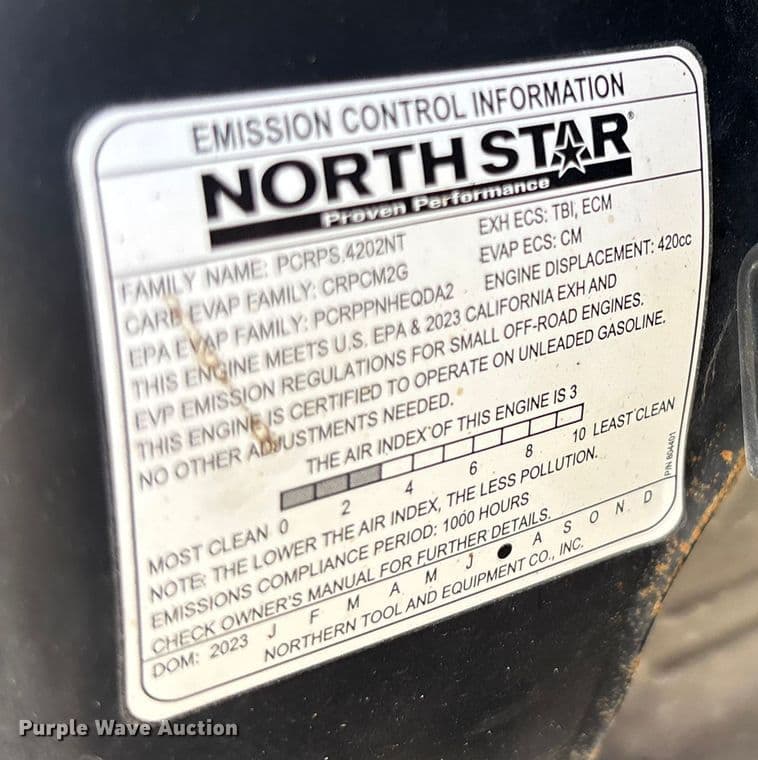 EMISSION CONTROL INFORMATION
NORTH STAR®
Proven Performance
FAMILY NAME: PCRPS.4202NT EXH ECS: TBI, ECM
CARB EVAP FAMILY: CRPCM2G EVAP ECS: CM
EPA EVAP FAMILY: PCRPPNHEQDA2 ENGINE DISPLACEMENT: 420cc
THIS ENGINE MEETS U.S. EPA & 2023 CALIFORNIA EXH AND
EVP EMISSION REGULATIONS FOR SMALL OFF-ROAD ENGINES.
THIS ENGINE IS CERTIFIED TO OPERATE ON UNLEADED GASOLINE.
NO OTHER ADJUSTMENTS NEEDED.
THE AIR INDEX OF THIS ENGINE IS 3
MOST CLEAN 0 2 4 6 8 10 LEAST CLEAN
NOTE: THE LOWER THE AIR INDEX, THE LESS POLLUTION.
EMISSIONS COMPLIANCE PERIOD: 1000 HOURS
CHECK OWNER'S MANUAL FOR FURTHER DETAILS.
DOM: 2023 J F M A M J ● A S O N D
NORTHERN TOOL AND EQUIPMENT CO., INC.
P/N 804401
Purple Wave Auction